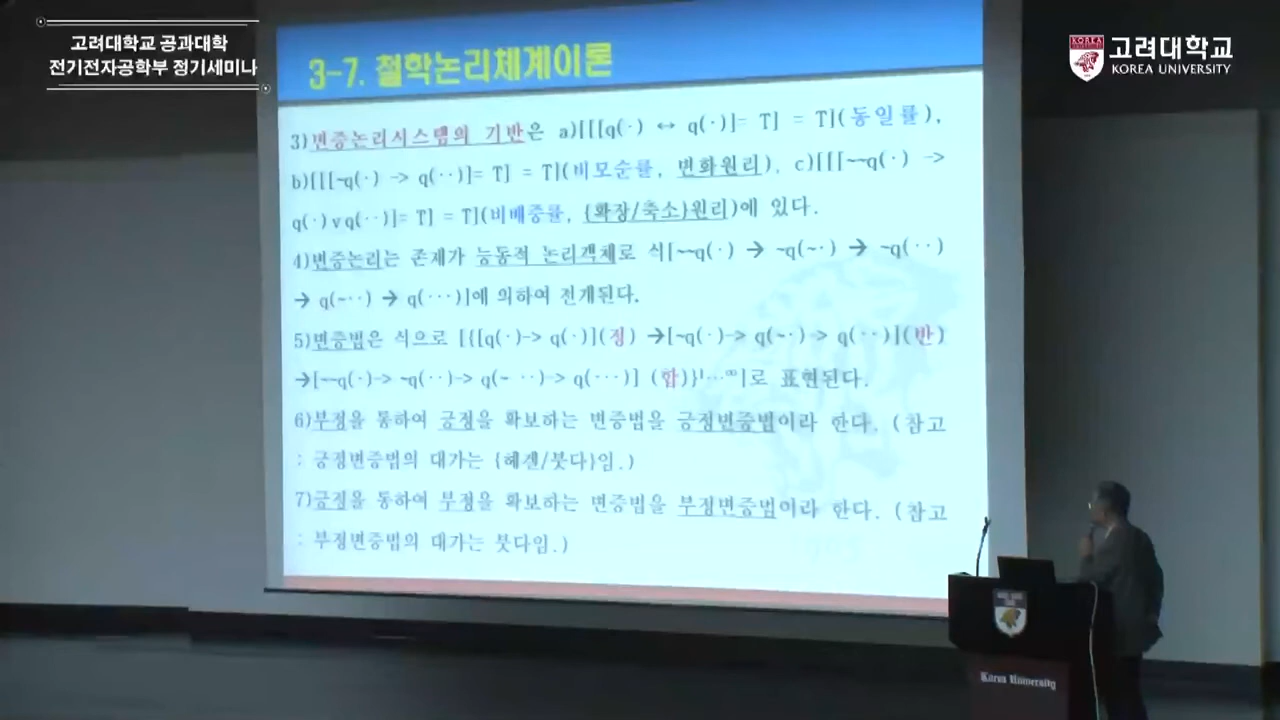 고려대학교 공과대학
전기전자공학부 정기세미나
고려대학교
KOREA UNIVERSITY
3-7. 철학논리체계이론
3)변증논리시스템의 기반은 a)[[[q(·) ↔ q(·)]= T] = T](동일률),
b)[[[~q(·) -> q(··)]= T] = T](비모순률, 변화원리), c)[[[~~q(·) ->
q(·)vq(··)]= T] = T](비배중률, {확장/축소}원리)에 있다.
4)변증논리는 존재가 능동적 논리객체로 식[~~q(·) → ~q(~·) → ~q(··)
→ q(~··) → q(···)]에 의하여 전개된다.
5)변증법은 식으로 [{[q(·)-> q(·)](정) →[~q(·)-> q(~·)-> q(··)](반)
→[~~q(·)-> ~q(··)-> q(~ ··)-> q(···)] (합)}¹···∞]로 표현된다.
6)부정을 통하여 긍정을 확보하는 변증법을 긍정변증법이라 한다. (참고
: 긍정변증법의 대가는 {헤겔/붓다}임.)
7)긍정을 통하여 부정을 확보하는 변증법을 부정변증법이라 한다. (참고
: 부정변증법의 대가는 붓다임.)
Korea University